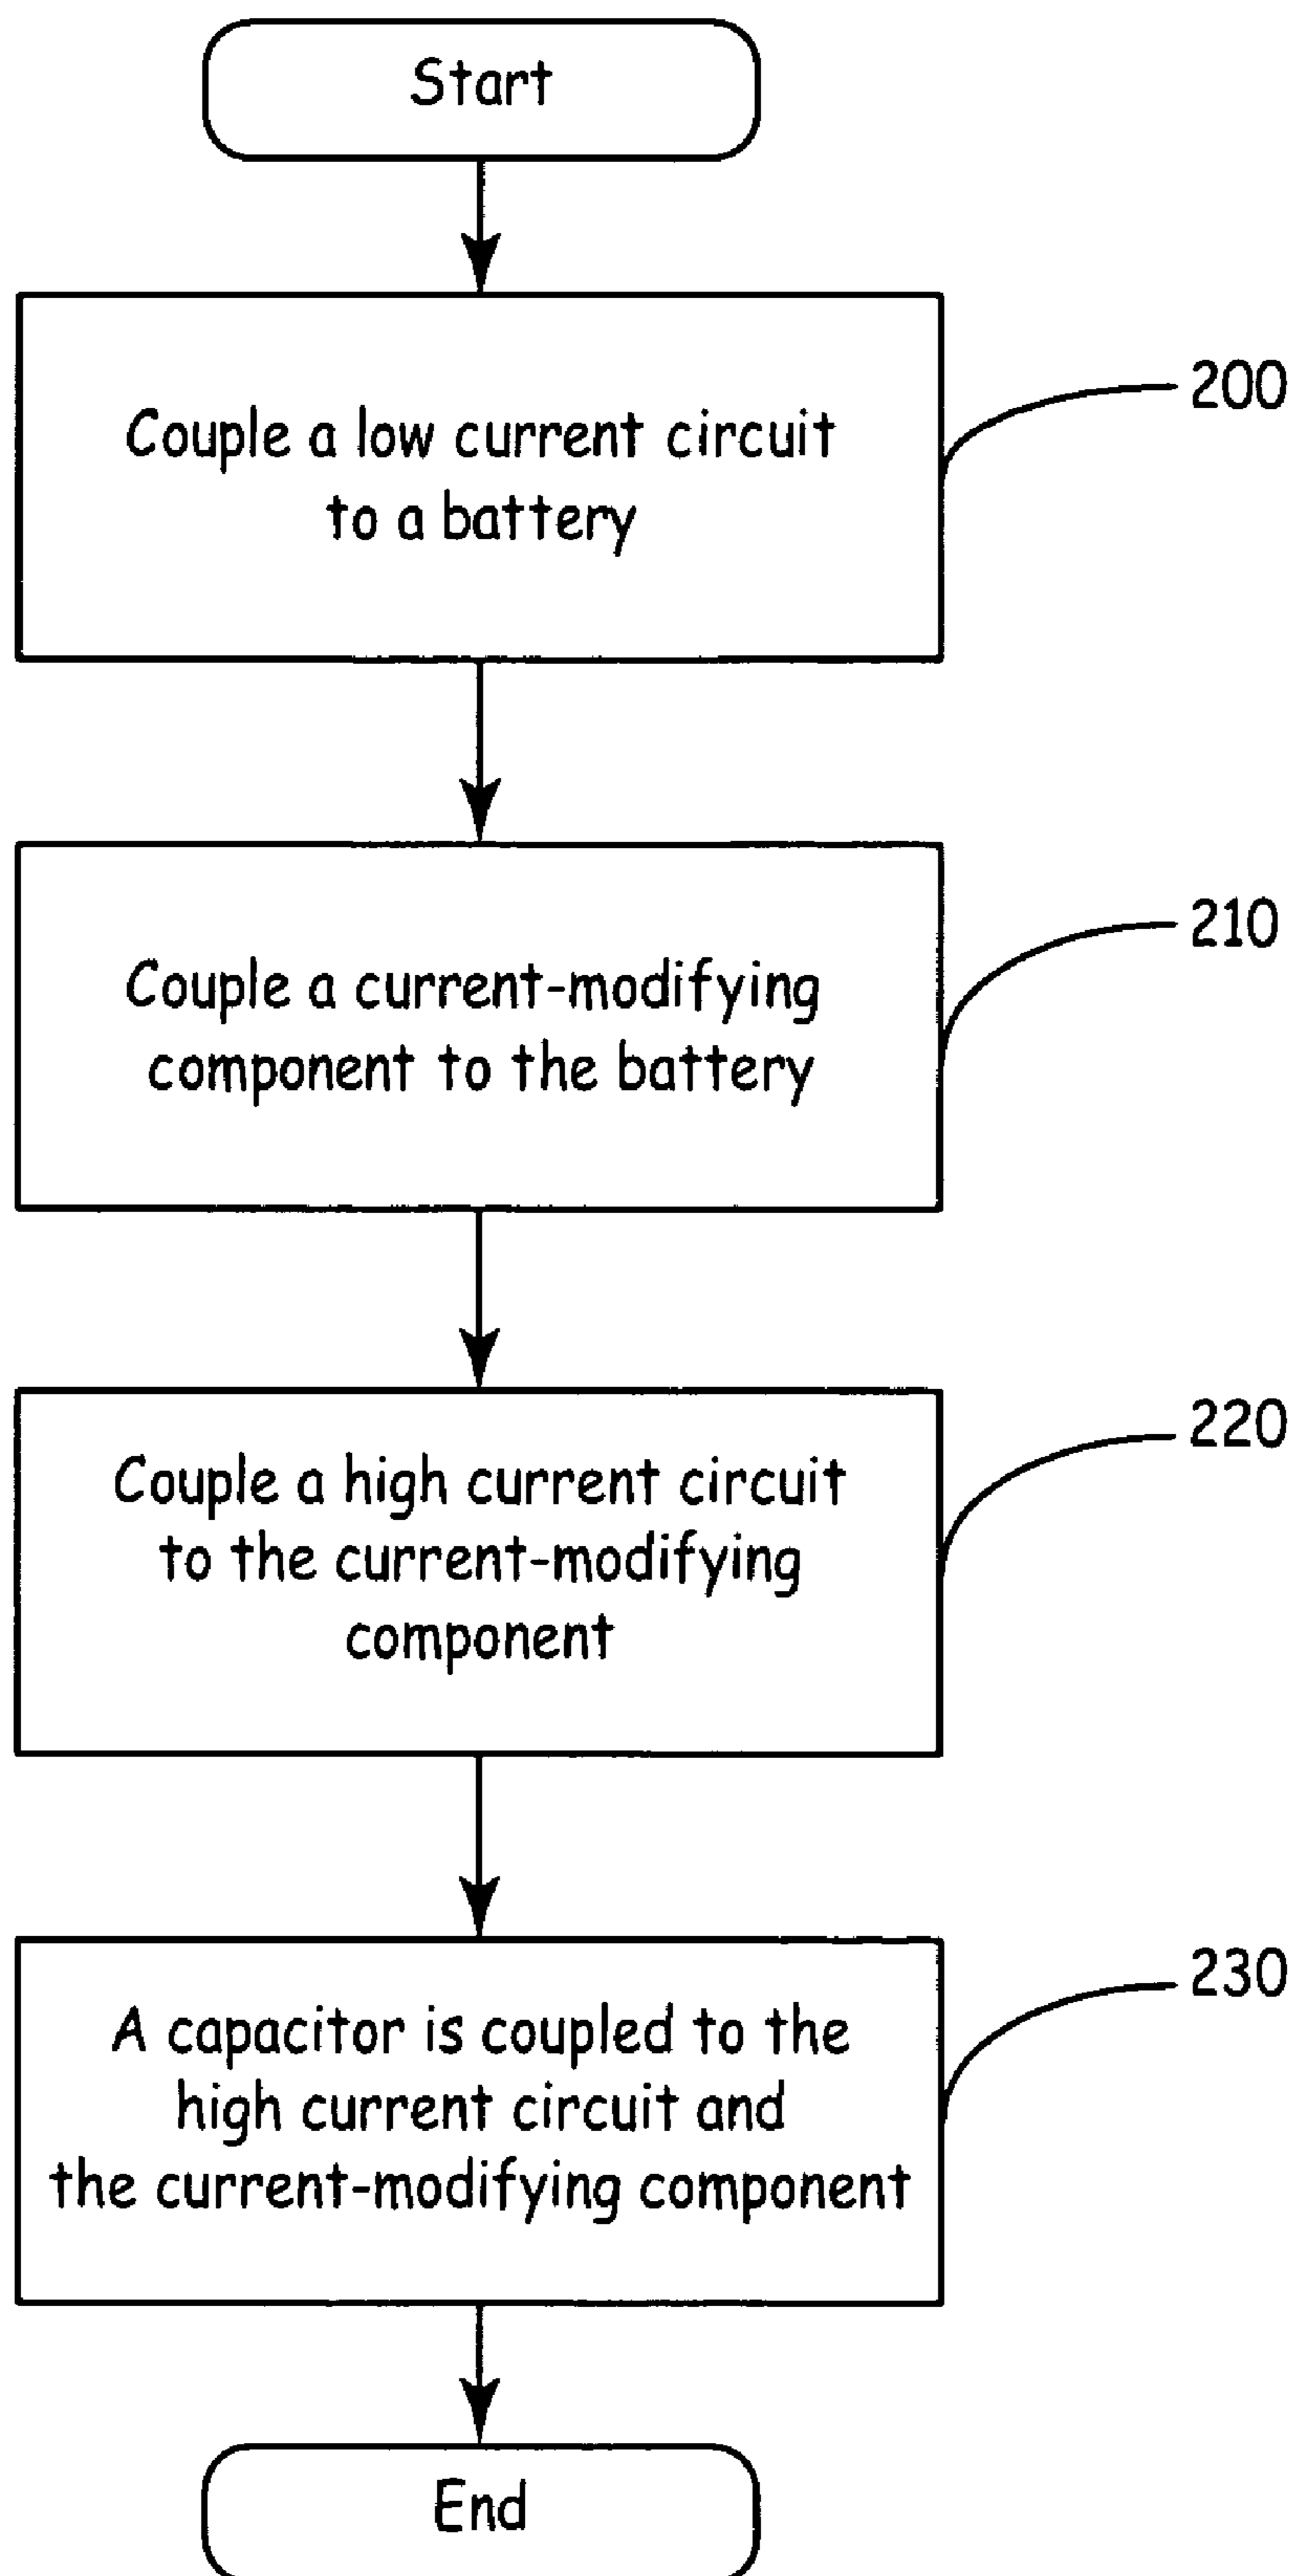 Start
Couple a low current circuit
to a battery
200
Couple a current-modifying
component to the battery
210
Couple a high current circuit
to the current-modifying
component
220
A capacitor is coupled to the
high current circuit and
the current-modifying component
230
End